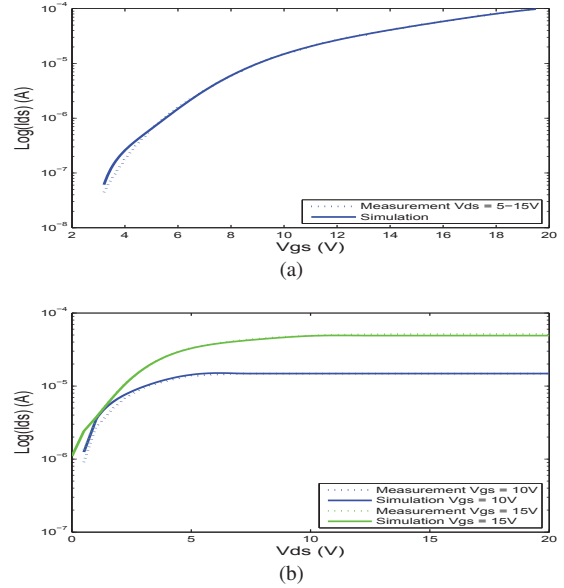 10^-4
10^-5
10^-6
10^-7
10^-8
Log(Ids) (A)
Measurement Vds = 5−15V
Simulation
2 4 6 8 10 12 14 16 18 20
Vgs (V)
(a)
10^-4
10^-5
10^-6
10^-7
Log(Ids) (A)
Measurement Vgs = 10V
Simulation Vgs = 10V
Measurement Vgs = 15V
Simulation Vgs = 15V
0 5 10 15 20
Vds (V)
(b)